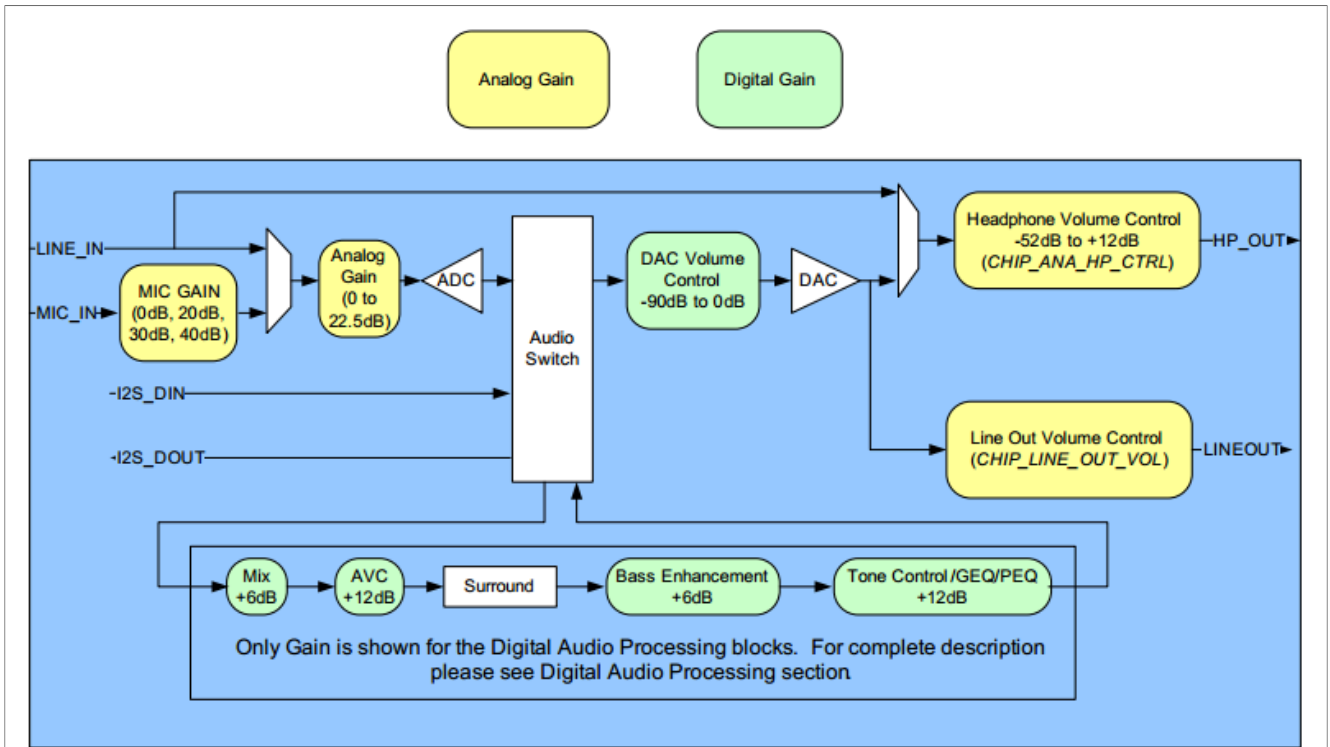 Analog Gain
Digital Gain
LINE_IN
MIC_IN
MIC GAIN
(0dB, 20dB,
30dB, 40dB)
Analog
Gain
(0 to
22.5dB)
ADC
Audio
Switch
DAC Volume
Control
-90dB to 0dB
DAC
Headphone Volume Control
-52dB to +12dB
(CHIP_ANA_HP_CTRL)
HP_OUT
I2S_DIN
I2S_DOUT
Line Out Volume Control
(CHIP_LINE_OUT_VOL)
LINEOUT
Mix
+6dB
AVC
+12dB
Surround
Bass Enhancement
+6dB
Tone Control/GEQ/PEQ
+12dB
Only Gain is shown for the Digital Audio Processing blocks. For complete description
please see Digital Audio Processing section.